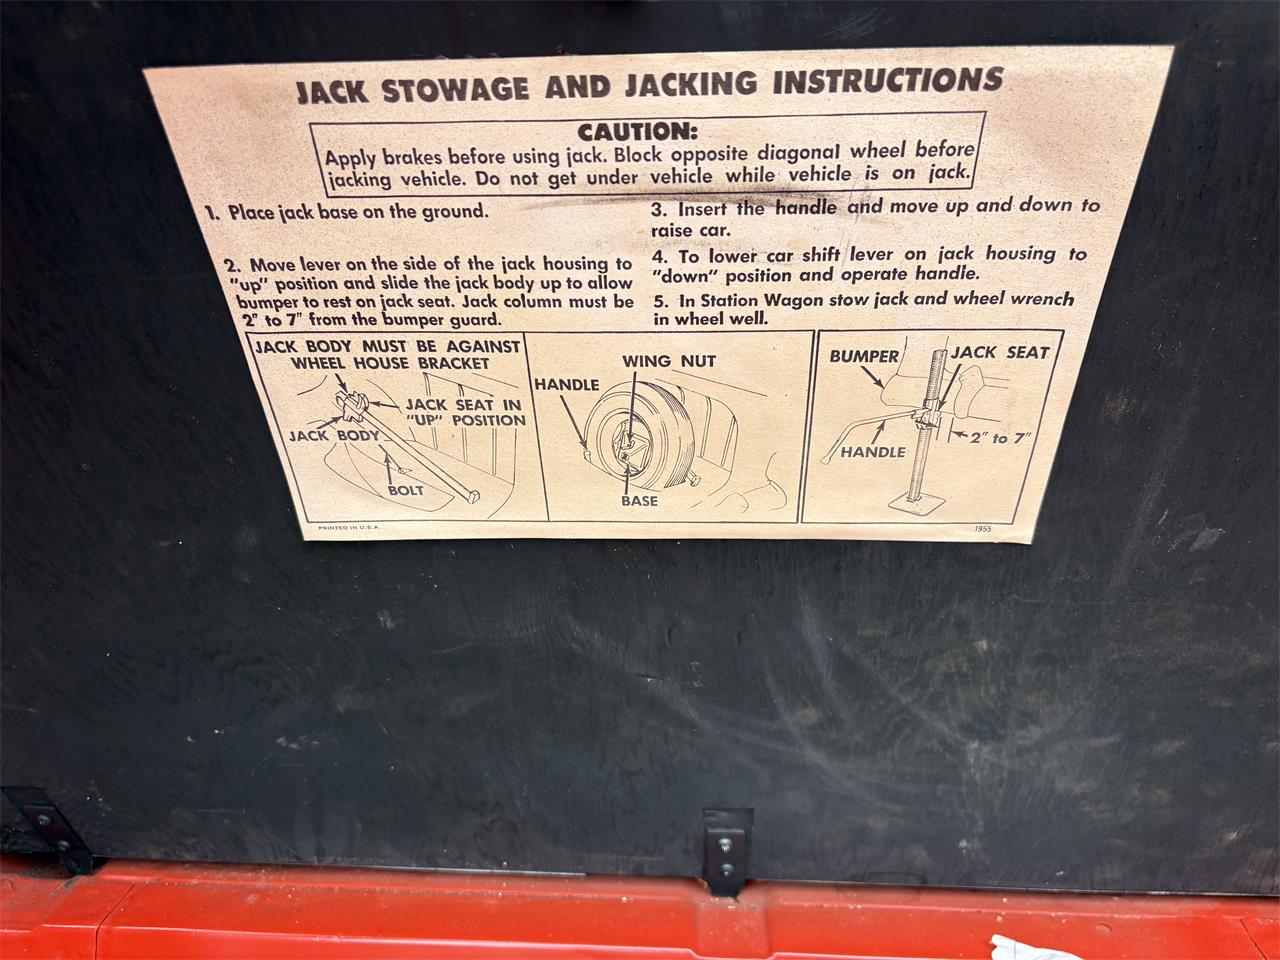 JACK STOWAGE AND JACKING INSTRUCTIONS
CAUTION:
Apply brakes before using jack. Block opposite diagonal wheel before
jacking vehicle. Do not get under vehicle while vehicle is on jack.
1. Place jack base on the ground.
2. Move lever on the side of the jack housing to
"up" position and slide the jack body up to allow
bumper to rest on jack seat. Jack column must be
2" to 7" from the bumper guard.
3. Insert the handle and move up and down to
raise car.
4. To lower car shift lever on jack housing to
"down" position and operate handle.
5. In Station Wagon stow jack and wheel wrench
in wheel well.
JACK BODY MUST BE AGAINST
WHEEL HOUSE BRACKET
JACK SEAT IN
"UP" POSITION
JACK BODY
BOLT
WING NUT
HANDLE
BASE
BUMPER
JACK SEAT
2" to 7"
HANDLE
PRINTED IN U.S.A.
1955